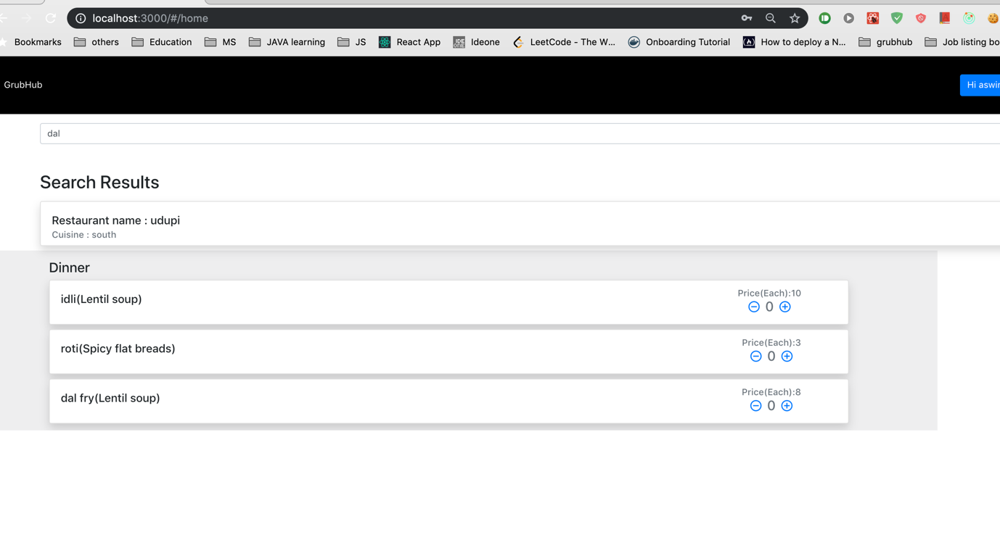 localhost:3000/#/home
Bookmarks others Education MS JAVA learning JS React App Ideone LeetCode - The W... Onboarding Tutorial How to deploy a N... grubhub Job listing bo
GrubHub Hi aswin
dal
Search Results
Restaurant name : udupi
Cuisine : south
Dinner
idli(Lentil soup) Price(Each):10
0
roti(Spicy flat breads) Price(Each):3
0
dal fry(Lentil soup) Price(Each):8
0